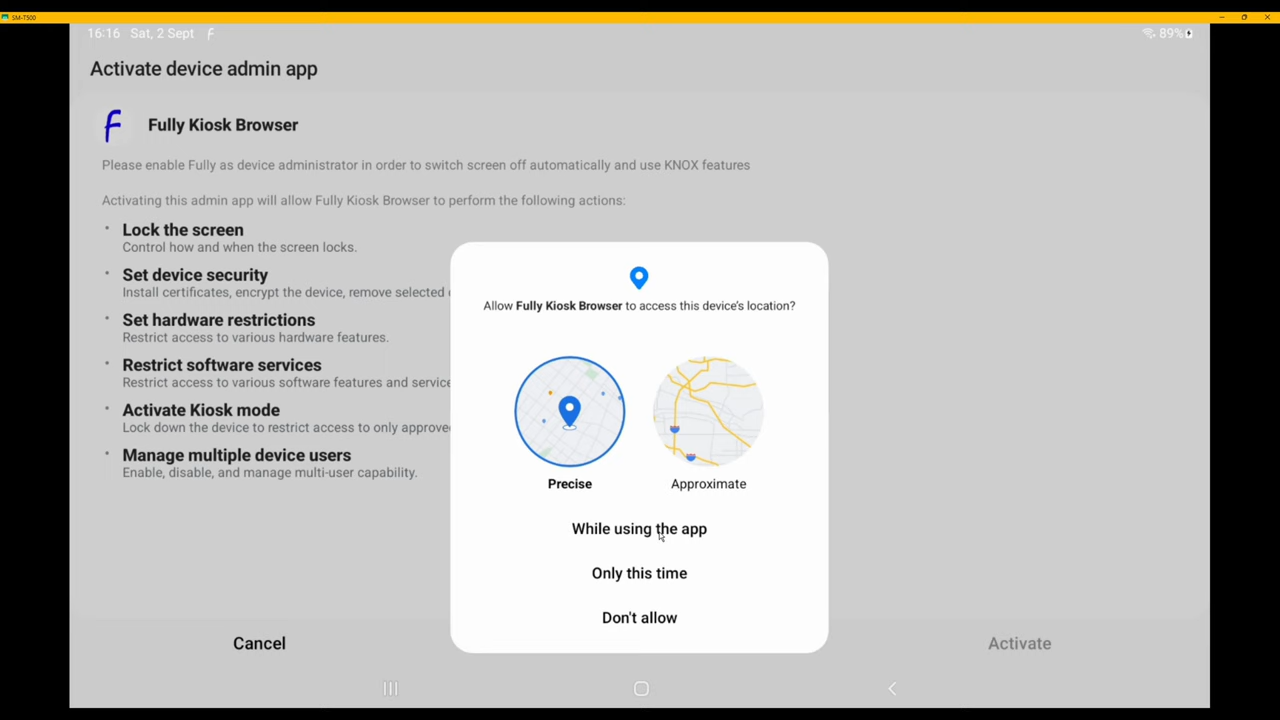 SM-T500
16:16 Sat, 2 Sept
89%
Activate device admin app
Fully Kiosk Browser
Please enable Fully as device administrator in order to switch screen off automatically and use KNOX features
Activating this admin app will allow Fully Kiosk Browser to perform the following actions:
• Lock the screen
Control how and when the screen locks.
• Set device security
Install certificates, encrypt the device, remove selected
• Set hardware restrictions
Restrict access to various hardware features.
• Restrict software services
Restrict access to various software features and service
• Activate Kiosk mode
Lock down the device to restrict access to only approve
• Manage multiple device users
Enable, disable, and manage multi-user capability.
Allow Fully Kiosk Browser to access this device's location?
Precise
Approximate
While using the app
Only this time
Don't allow
Cancel
Activate